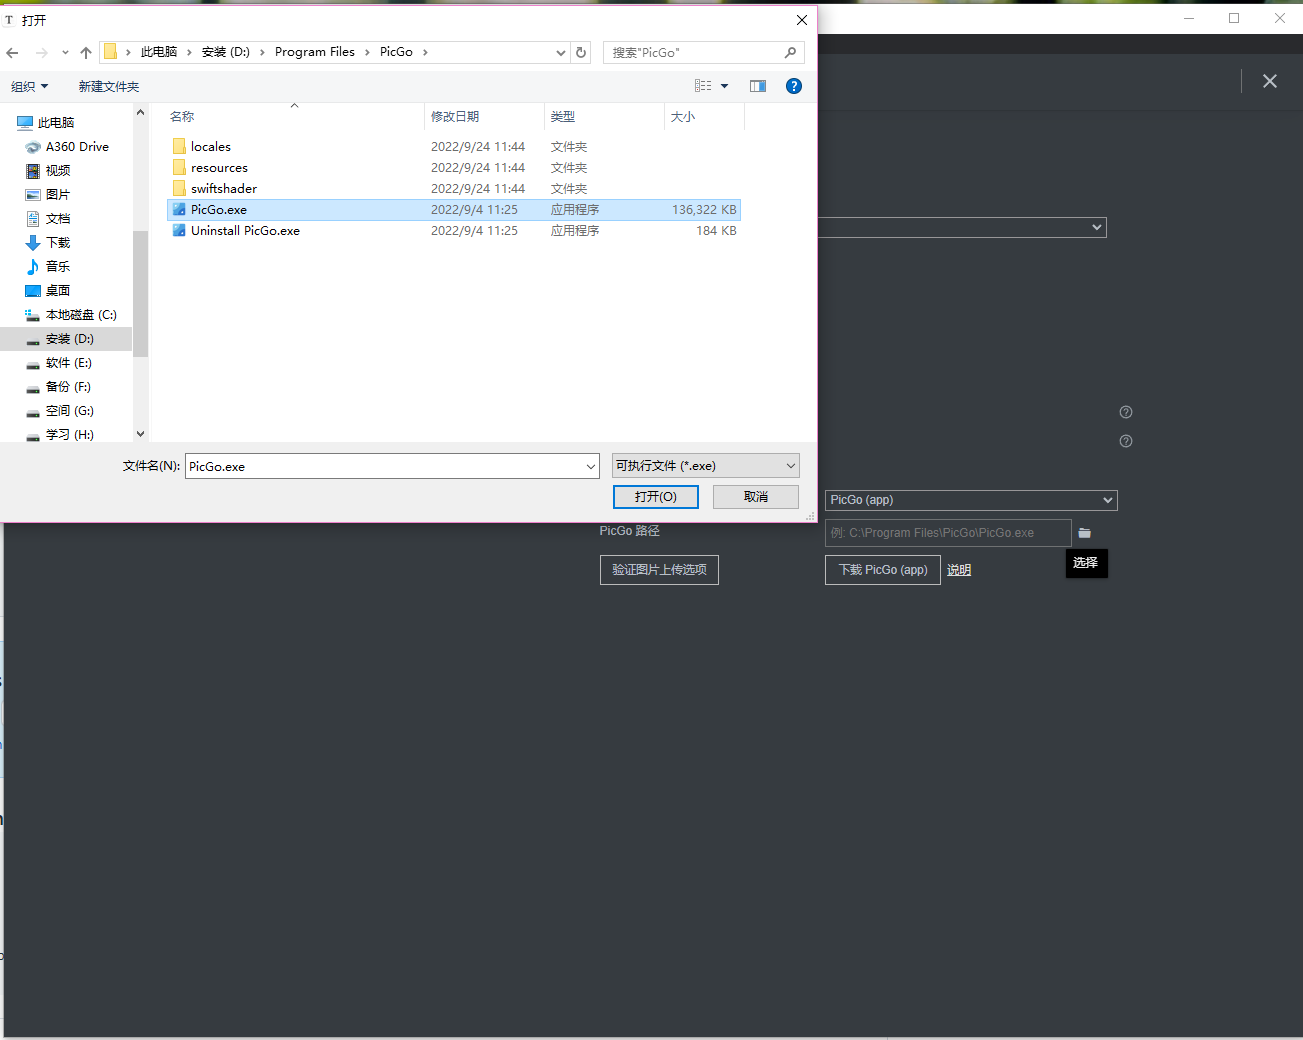 T 打开
此电脑 › 安装 (D:) › Program Files › PicGo ›
搜索"PicGo"
组织 新建文件夹
名称 修改日期 类型 大小
此电脑
A360 Drive
视频
图片
文档
下载
音乐
桌面
本地磁盘 (C:)
安装 (D:)
软件 (E:)
备份 (F:)
空间 (G:)
学习 (H:)
locales 2022/9/24 11:44 文件夹
resources 2022/9/24 11:44 文件夹
swiftshader 2022/9/24 11:44 文件夹
PicGo.exe 2022/9/4 11:25 应用程序 136,322 KB
Uninstall PicGo.exe 2022/9/4 11:25 应用程序 184 KB
文件名(N): PicGo.exe
可执行文件 (*.exe)
打开(O) 取消
PicGo (app)
PicGo 路径
例: C:\Program Files\PicGo\PicGo.exe
选择
验证图片上传选项
下载 PicGo (app) 说明